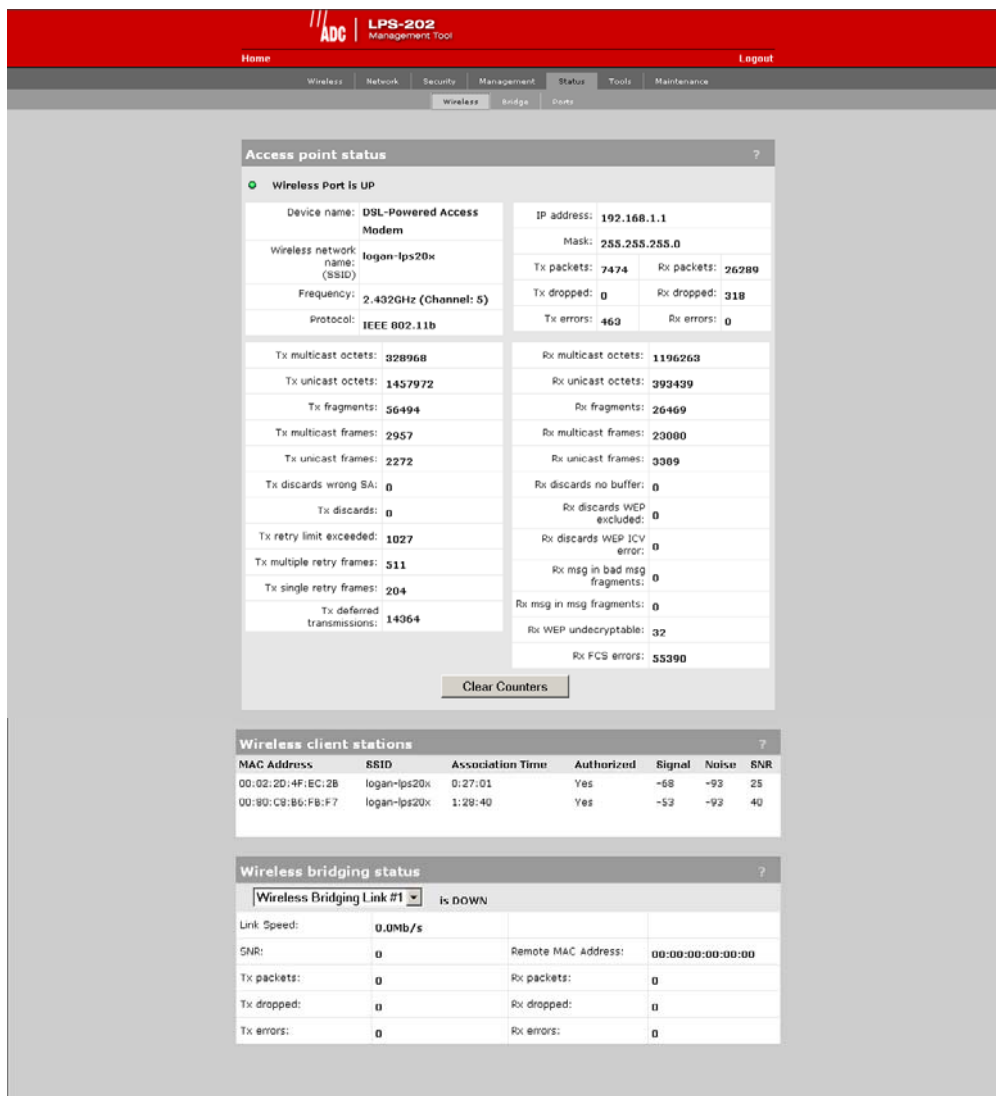 ADC | LPS-202
Management Tool
Home Logout
Wireless Network Security Management Status Tools Maintenance
Wireless Bridge Ports
Access point status ?
Wireless Port is UP
Device name: DSL-Powered Access Modem
Wireless network name: (SSID) logan-lps20x
Frequency: 2.432GHz (Channel: 5)
Protocol: IEEE 802.11b
IP address: 192.168.1.1
Mask: 255.255.255.0
Tx packets: 7474 Rx packets: 26289
Tx dropped: 0 Rx dropped: 318
Tx errors: 463 Rx errors: 0
Tx multicast octets: 328968
Tx unicast octets: 1457972
Tx fragments: 56494
Tx multicast frames: 2957
Tx unicast frames: 2272
Tx discards wrong SA: 0
Tx discards: 0
Tx retry limit exceeded: 1027
Tx multiple retry frames: 511
Tx single retry frames: 204
Tx deferred transmissions: 14364
Rx multicast octets: 1196263
Rx unicast octets: 393439
Rx fragments: 26469
Rx multicast frames: 23080
Rx unicast frames: 3389
Rx discards no buffer: 0
Rx discards WEP excluded: 0
Rx discards WEP ICV error: 0
Rx msg in bad msg fragments: 0
Rx msg in msg fragments: 0
Rx WEP undecryptable: 32
Rx FCS errors: 55390
Clear Counters
Wireless client stations ?
MAC Address SSID Association Time Authorized Signal Noise SNR
00:02:2D:4F:EC:2B logan-lps20x 0:27:01 Yes -68 -93 25
00:80:C8:B6:FB:F7 logan-lps20x 1:28:40 Yes -53 -93 40
Wireless bridging status ?
Wireless Bridging Link #1 is DOWN
Link Speed: 0.0Mb/s
SNR: 0 Remote MAC Address: 00:00:00:00:00:00
Tx packets: 0 Rx packets: 0
Tx dropped: 0 Rx dropped: 0
Tx errors: 0 Rx errors: 0